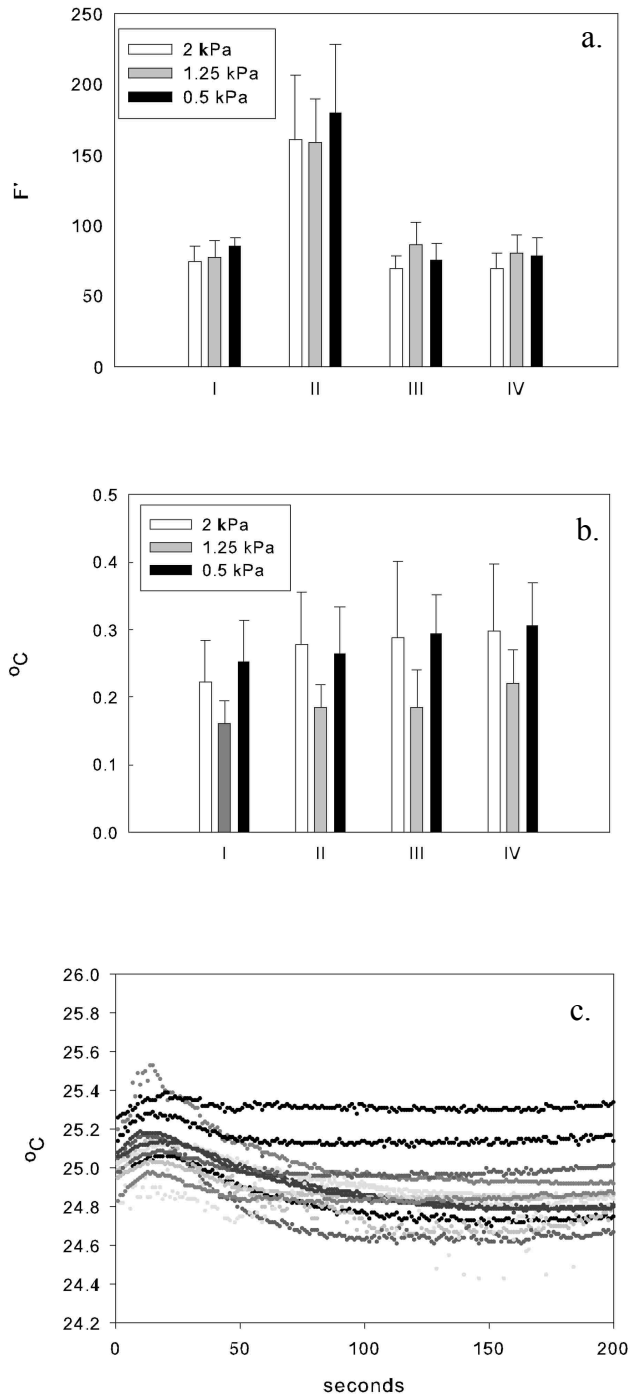 a.
250
200
150
100
50
0
F'
2 kPa
1.25 kPa
0.5 kPa
I II III IV
b.
0.5
0.4
0.3
0.2
0.1
0.0
oC
2 kPa
1.25 kPa
0.5 kPa
I II III IV
c.
26.0
25.8
25.6
25.4
25.2
25.0
24.8
24.6
24.4
24.2
oC
0 50 100 150 200
seconds